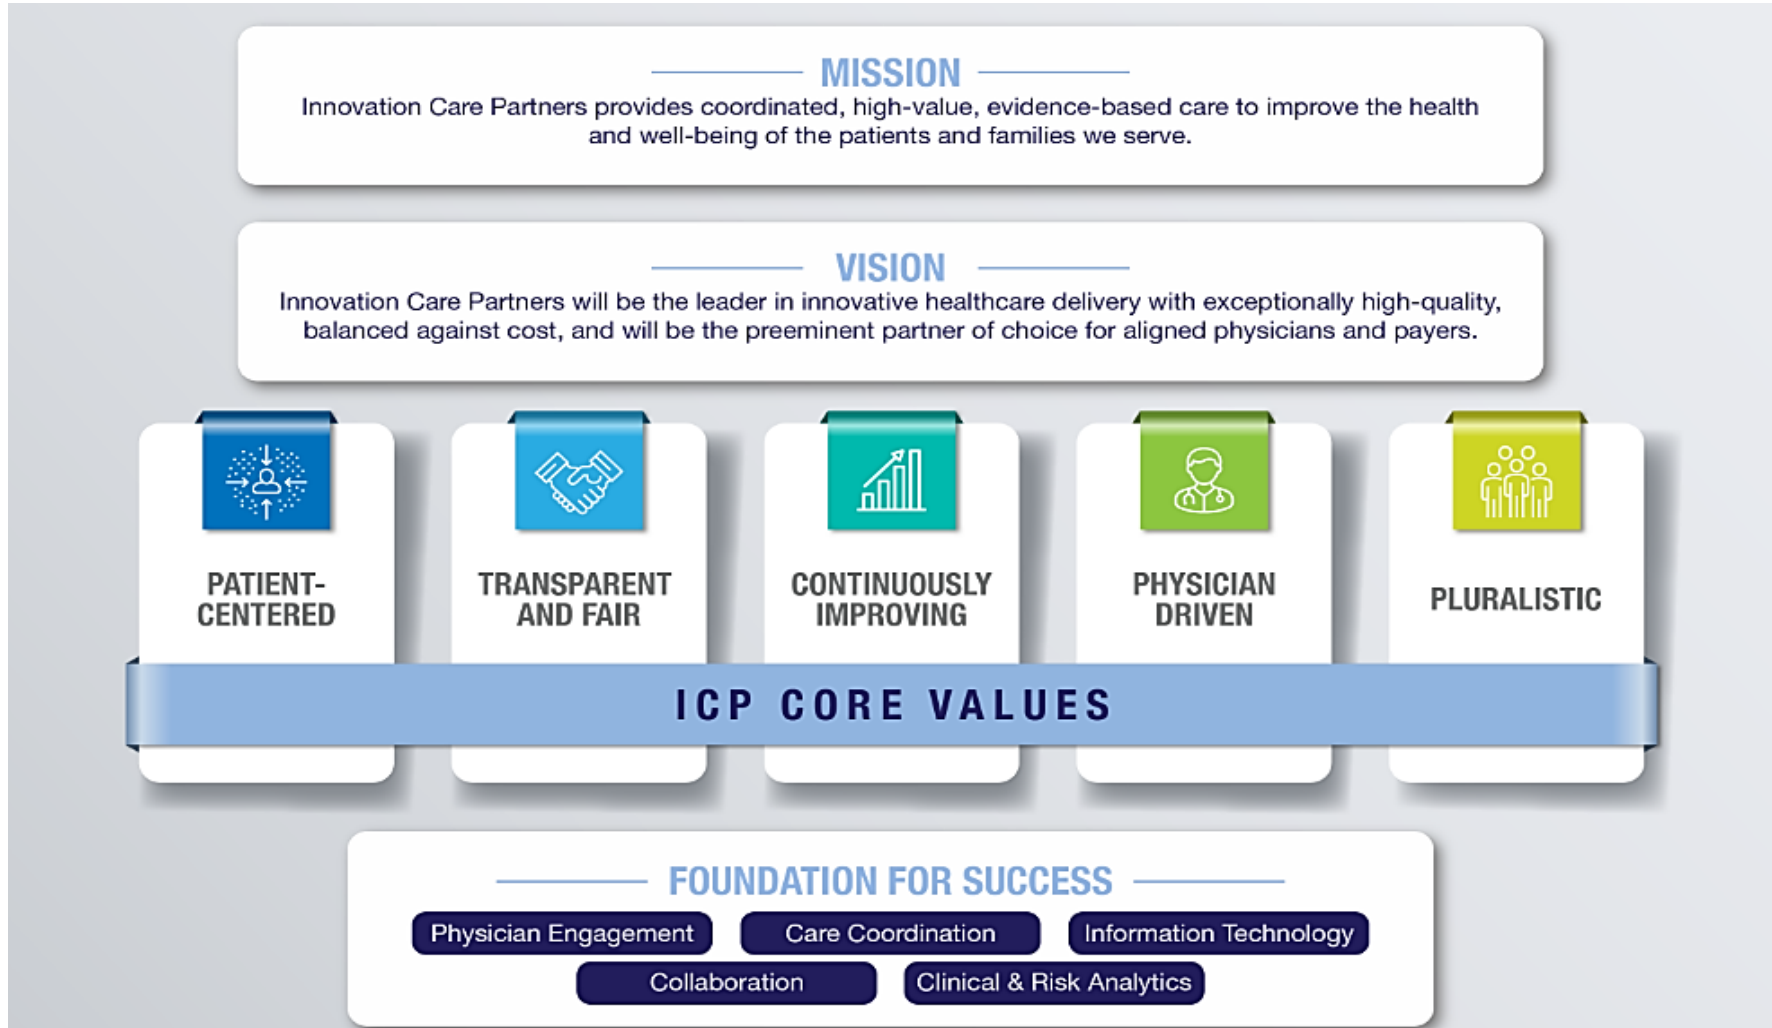 MISSION
Innovation Care Partners provides coordinated, high-value, evidence-based care to improve the health
and well-being of the patients and families we serve.
VISION
Innovation Care Partners will be the leader in innovative healthcare delivery with exceptionally high-quality,
balanced against cost, and will be the preeminent partner of choice for aligned physicians and payers.
PATIENT-
CENTERED
TRANSPARENT
AND FAIR
CONTINUOUSLY
IMPROVING
PHYSICIAN
DRIVEN
PLURALISTIC
ICP CORE VALUES
FOUNDATION FOR SUCCESS
Physician Engagement
Care Coordination
Information Technology
Collaboration
Clinical & Risk Analytics